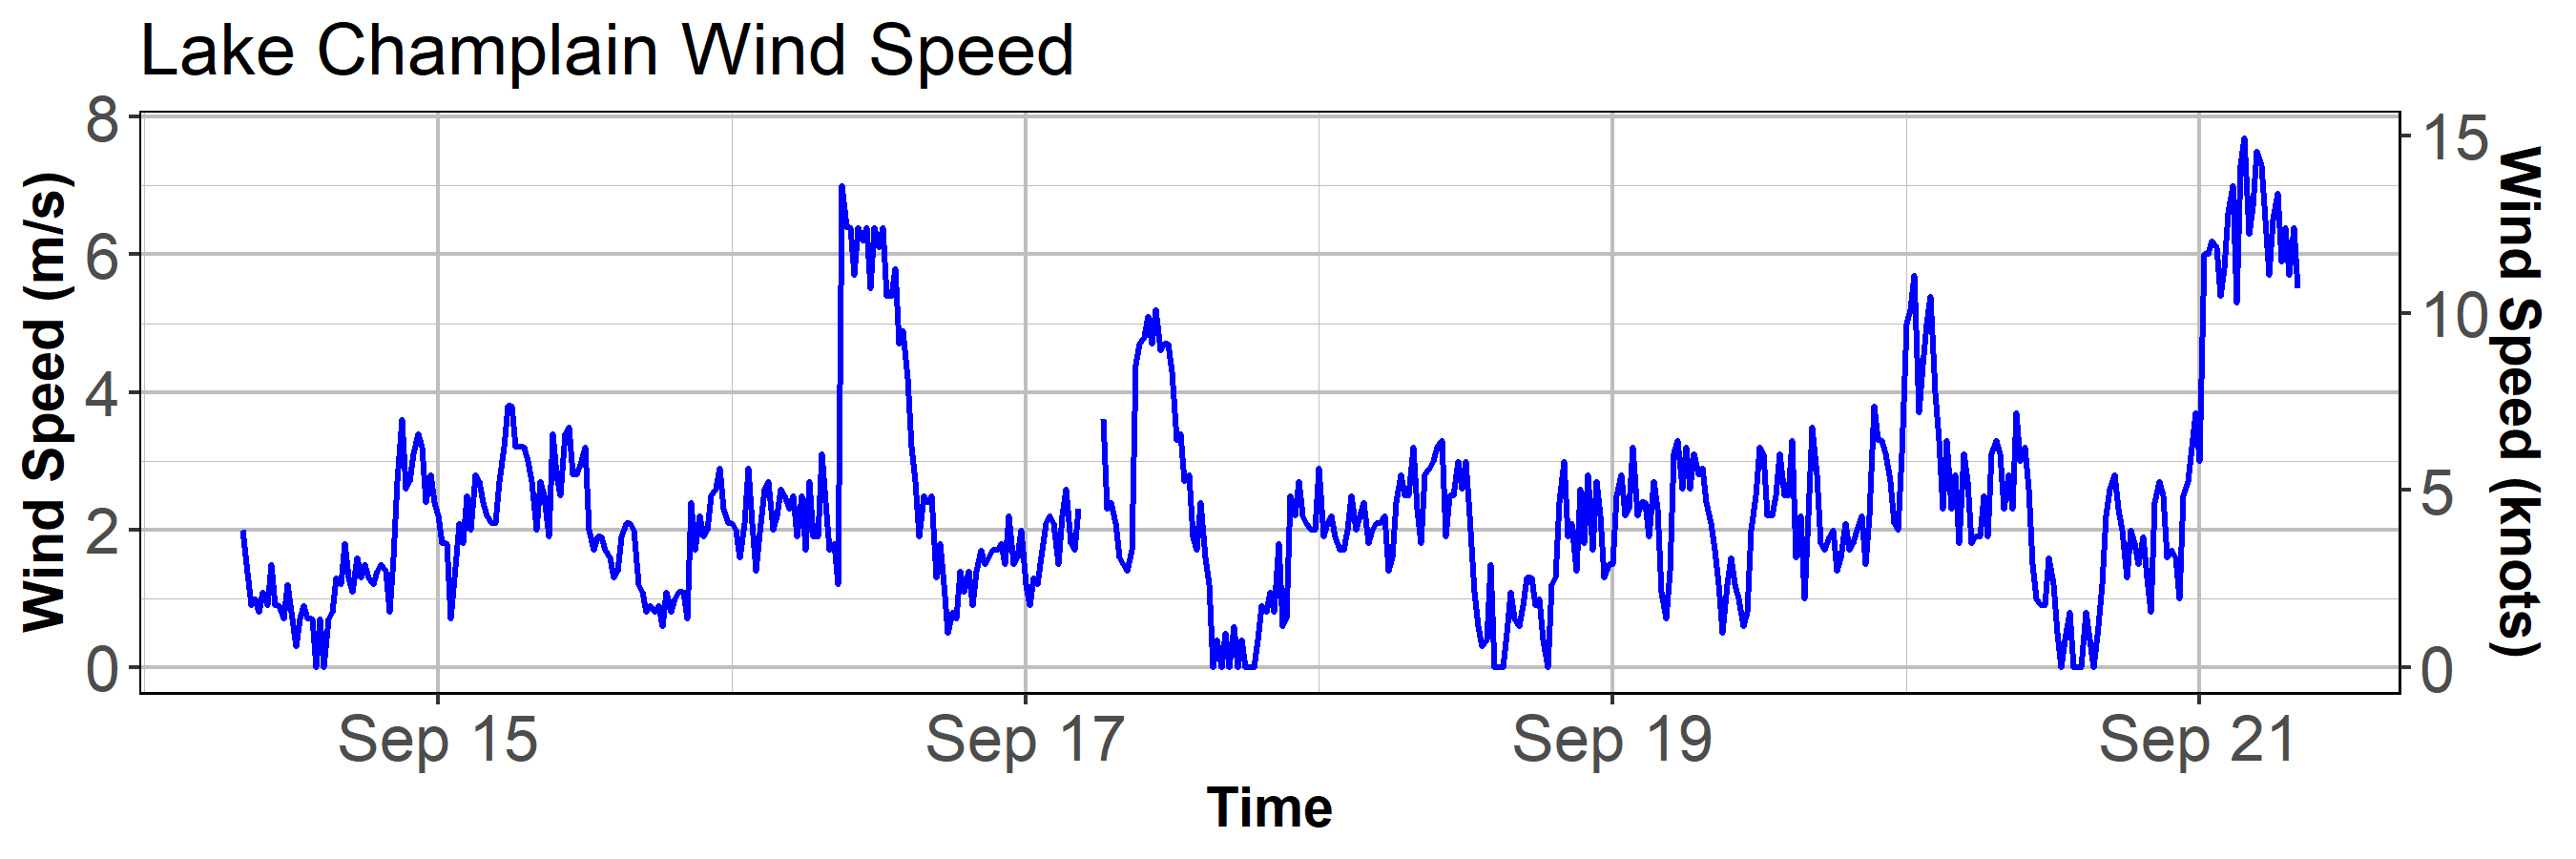 Lake Champlain Wind Speed
Wind Speed (m/s)
8
6
4
2
0
15
10
5
0
Wind Speed (knots)
Sep 15 Sep 17 Sep 19 Sep 21
Time